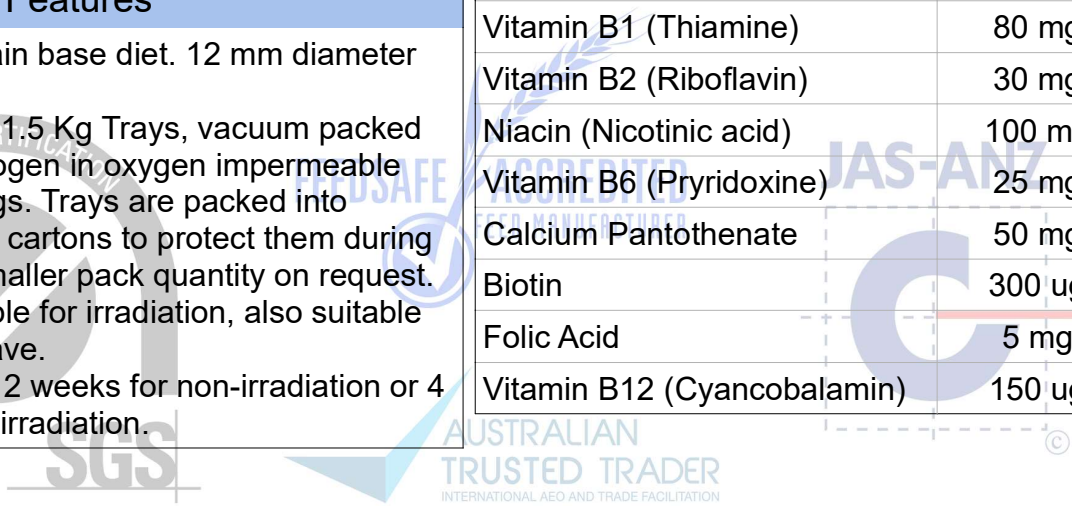 Features
ain base diet. 12 mm diameter
1.5 Kg Trays, vacuum packed
ogen in oxygen impermeable
gs. Trays are packed into
cartons to protect them during
maller pack quantity on request.
ble for irradiation, also suitable
ave.
2 weeks for non-irradiation or 4
irradiation.
Vitamin B1 (Thiamine) 80 mg
Vitamin B2 (Riboflavin) 30 mg
Niacin (Nicotinic acid) 100 m
Vitamin B6 (Pryridoxine) 25 mg
Calcium Pantothenate 50 mg
Biotin 300 ug
Folic Acid 5 mg
Vitamin B12 (Cyancobalamin) 150 ug
FEEDSAFE ACCREDITED
FEED MANUFACTURER
JAS-ANZ
C
©
SGS
AUSTRALIAN
TRUSTED TRADER
INTERNATIONAL AEO AND TRADE FACILITATION